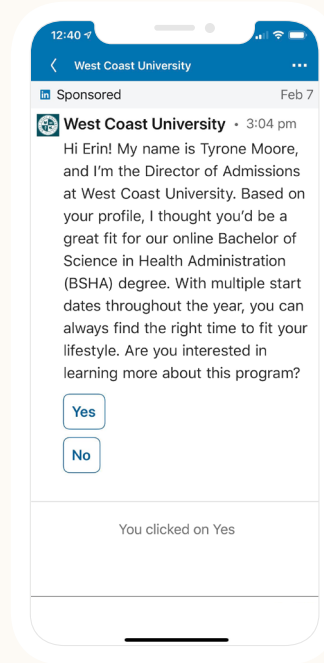 12:40
West Coast University
in Sponsored Feb 7
West Coast University • 3:04 pm
Hi Erin! My name is Tyrone Moore,
and I'm the Director of Admissions
at West Coast University. Based on
your profile, I thought you'd be a
great fit for our online Bachelor of
Science in Health Administration
(BSHA) degree. With multiple start
dates throughout the year, you can
always find the right time to fit your
lifestyle. Are you interested in
learning more about this program?
Yes
No
You clicked on Yes